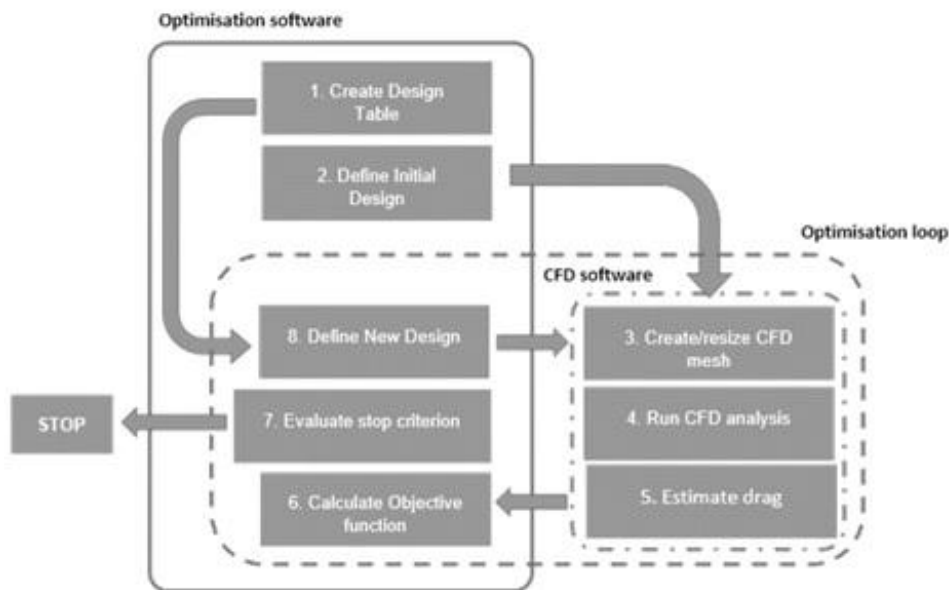 Optimisation software
1. Create Design
Table
2. Define Initial
Design
Optimisation loop
CFD software
8. Define New Design
3. Create/resize CFD
mesh
STOP
7. Evaluate stop criterion
4. Run CFD analysis
6. Calculate Objective
function
5. Estimate drag